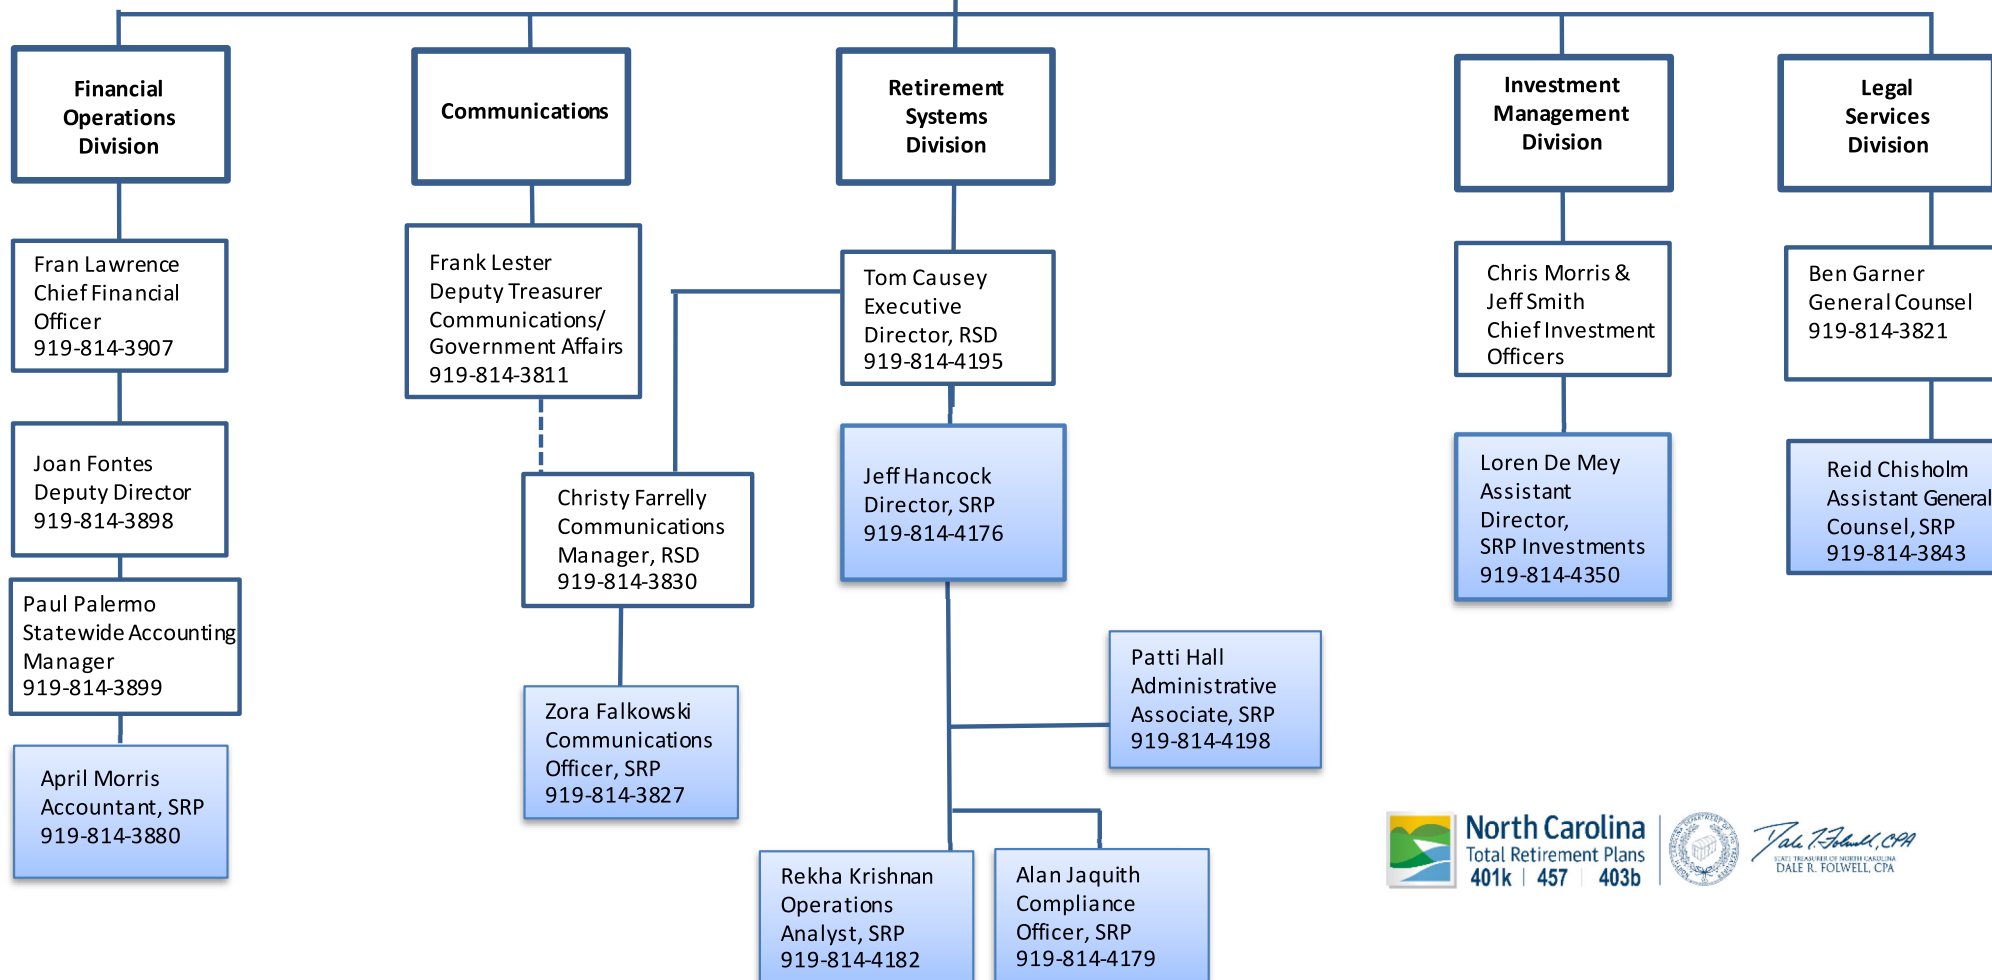 Financial
Operations
Division
Communications
Retirement
Systems
Division
Investment
Management
Division
Legal
Services
Division
Fran Lawrence
Chief Financial
Officer
919-814-3907
Frank Lester
Deputy Treasurer
Communications/
Government Affairs
919-814-3811
Tom Causey
Executive
Director, RSD
919-814-4195
Chris Morris &
Jeff Smith
Chief Investment
Officers
Ben Garner
General Counsel
919-814-3821
Joan Fontes
Deputy Director
919-814-3898
Christy Farrelly
Communications
Manager, RSD
919-814-3830
Jeff Hancock
Director, SRP
919-814-4176
Loren De Mey
Assistant
Director,
SRP Investments
919-814-4350
Reid Chisholm
Assistant General
Counsel, SRP
919-814-3843
Paul Palermo
Statewide Accounting
Manager
919-814-3899
Zora Falkowski
Communications
Officer, SRP
919-814-3827
Patti Hall
Administrative
Associate, SRP
919-814-4198
April Morris
Accountant, SRP
919-814-3880
Rekha Krishnan
Operations
Analyst, SRP
919-814-4182
Alan Jaquith
Compliance
Officer, SRP
919-814-4179
North Carolina
Total Retirement Plans
401k | 457 | 403b
STATE TREASURER OF NORTH CAROLINA
DALE R. FOLWELL, CPA